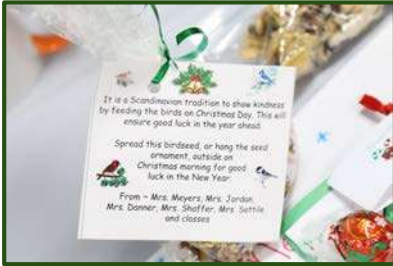 It is a Scandinavian tradition to show kindness
by feeding the birds on Christmas Day. This will
ensure good luck in the year ahead.
Spread this birdseed, or hang the seed
ornament, outside on
Christmas morning for good
luck in the New Year.
From ~ Mrs. Meyers, Mrs. Jordan,
Mrs. Danner, Mrs. Shaffer, Mrs. Sottile
and classes